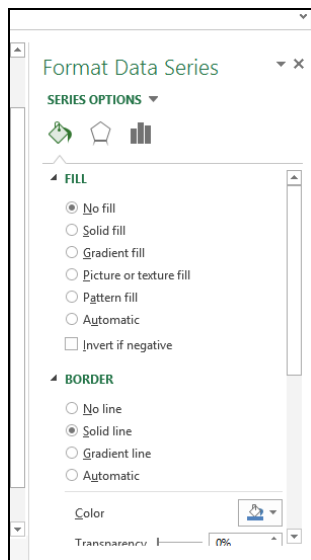 Format Data Series
SERIES OPTIONS
FILL
No fill
Solid fill
Gradient fill
Picture or texture fill
Pattern fill
Automatic
Invert if negative
BORDER
No line
Solid line
Gradient line
Automatic
Color
Transparency 0%